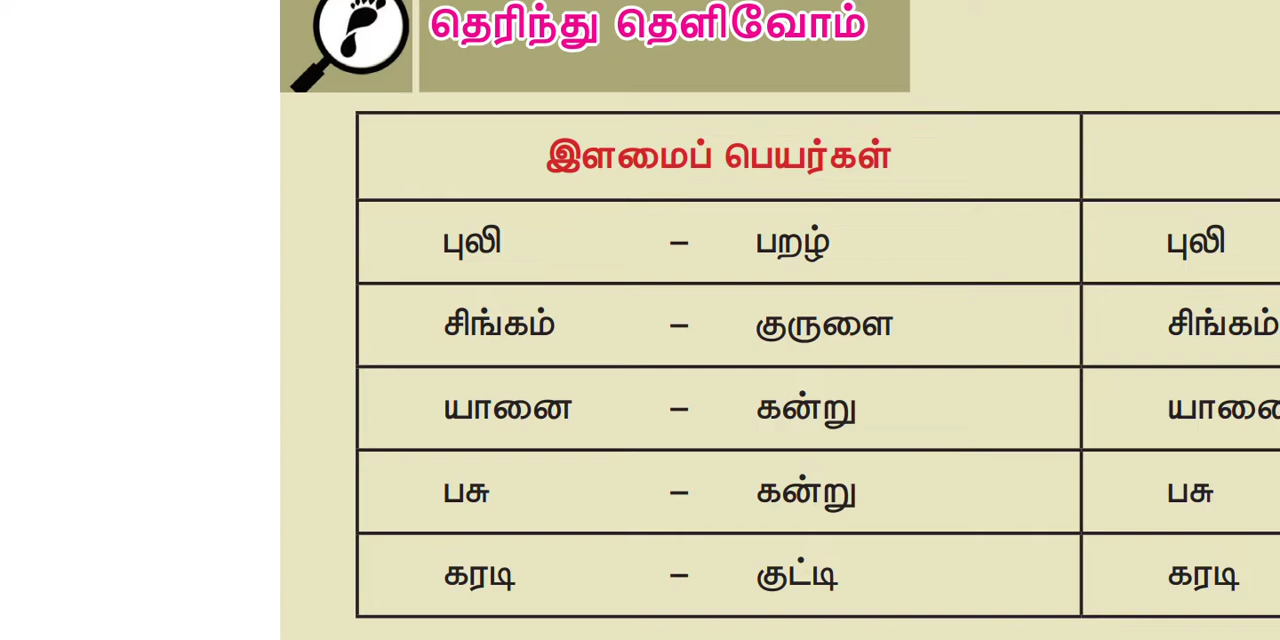 தெரிந்து தெளிவோம்
இளமைப் பெயர்கள்
புலி – பறழ் புலி
சிங்கம் – குருளை சிங்கம்
யானை – கன்று யானை
பசு – கன்று பசு
கரடி – குட்டி கரடி